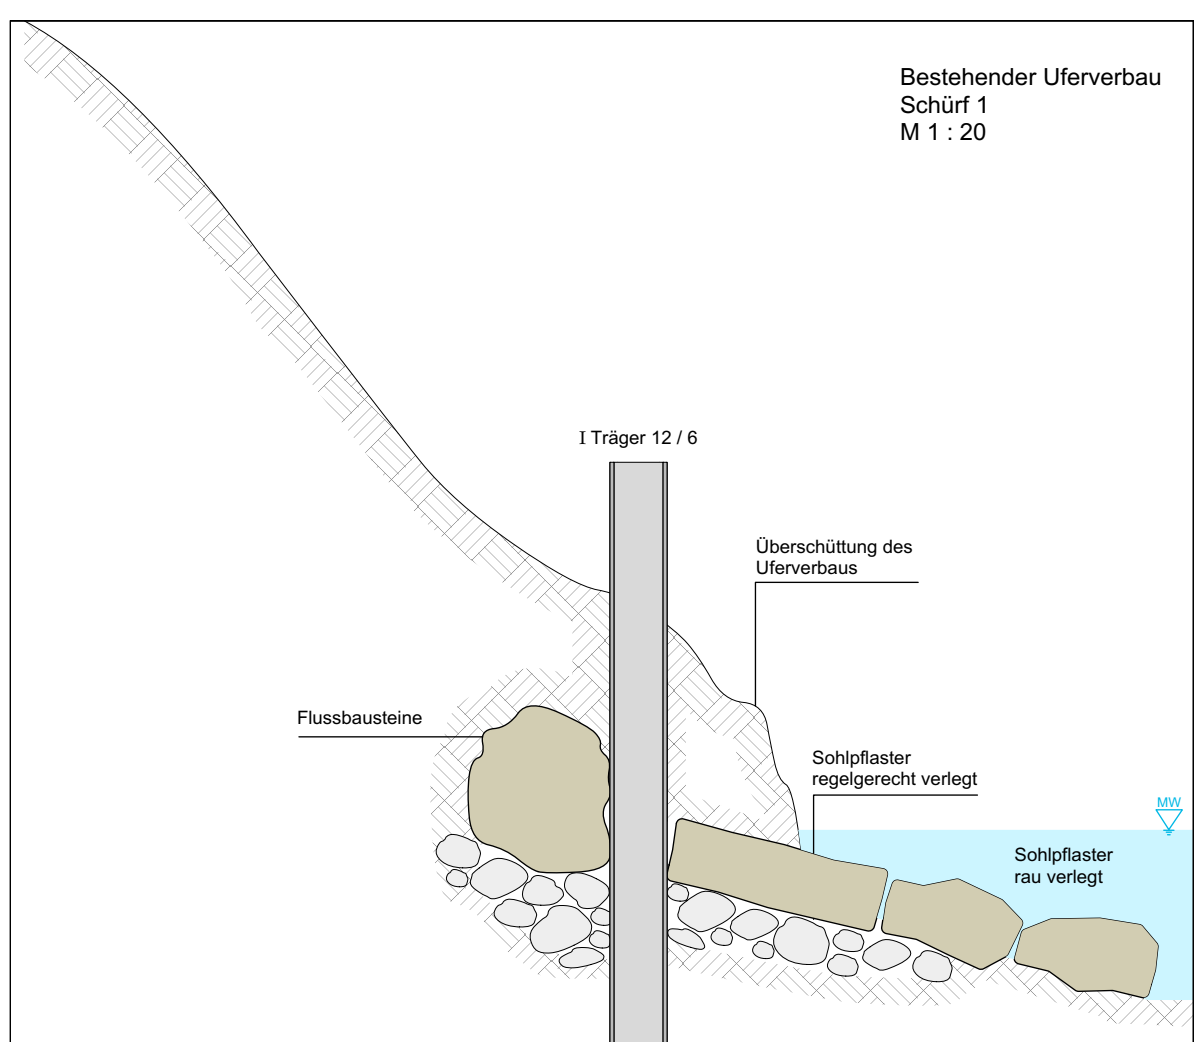 Bestehender Uferverbau
Schürf 1
M 1 : 20
I Träger 12 / 6
Überschüttung des
Uferverbaus
Flussbausteine
Sohlpflaster
regelgerecht verlegt
MW
Sohlpflaster
rau verlegt